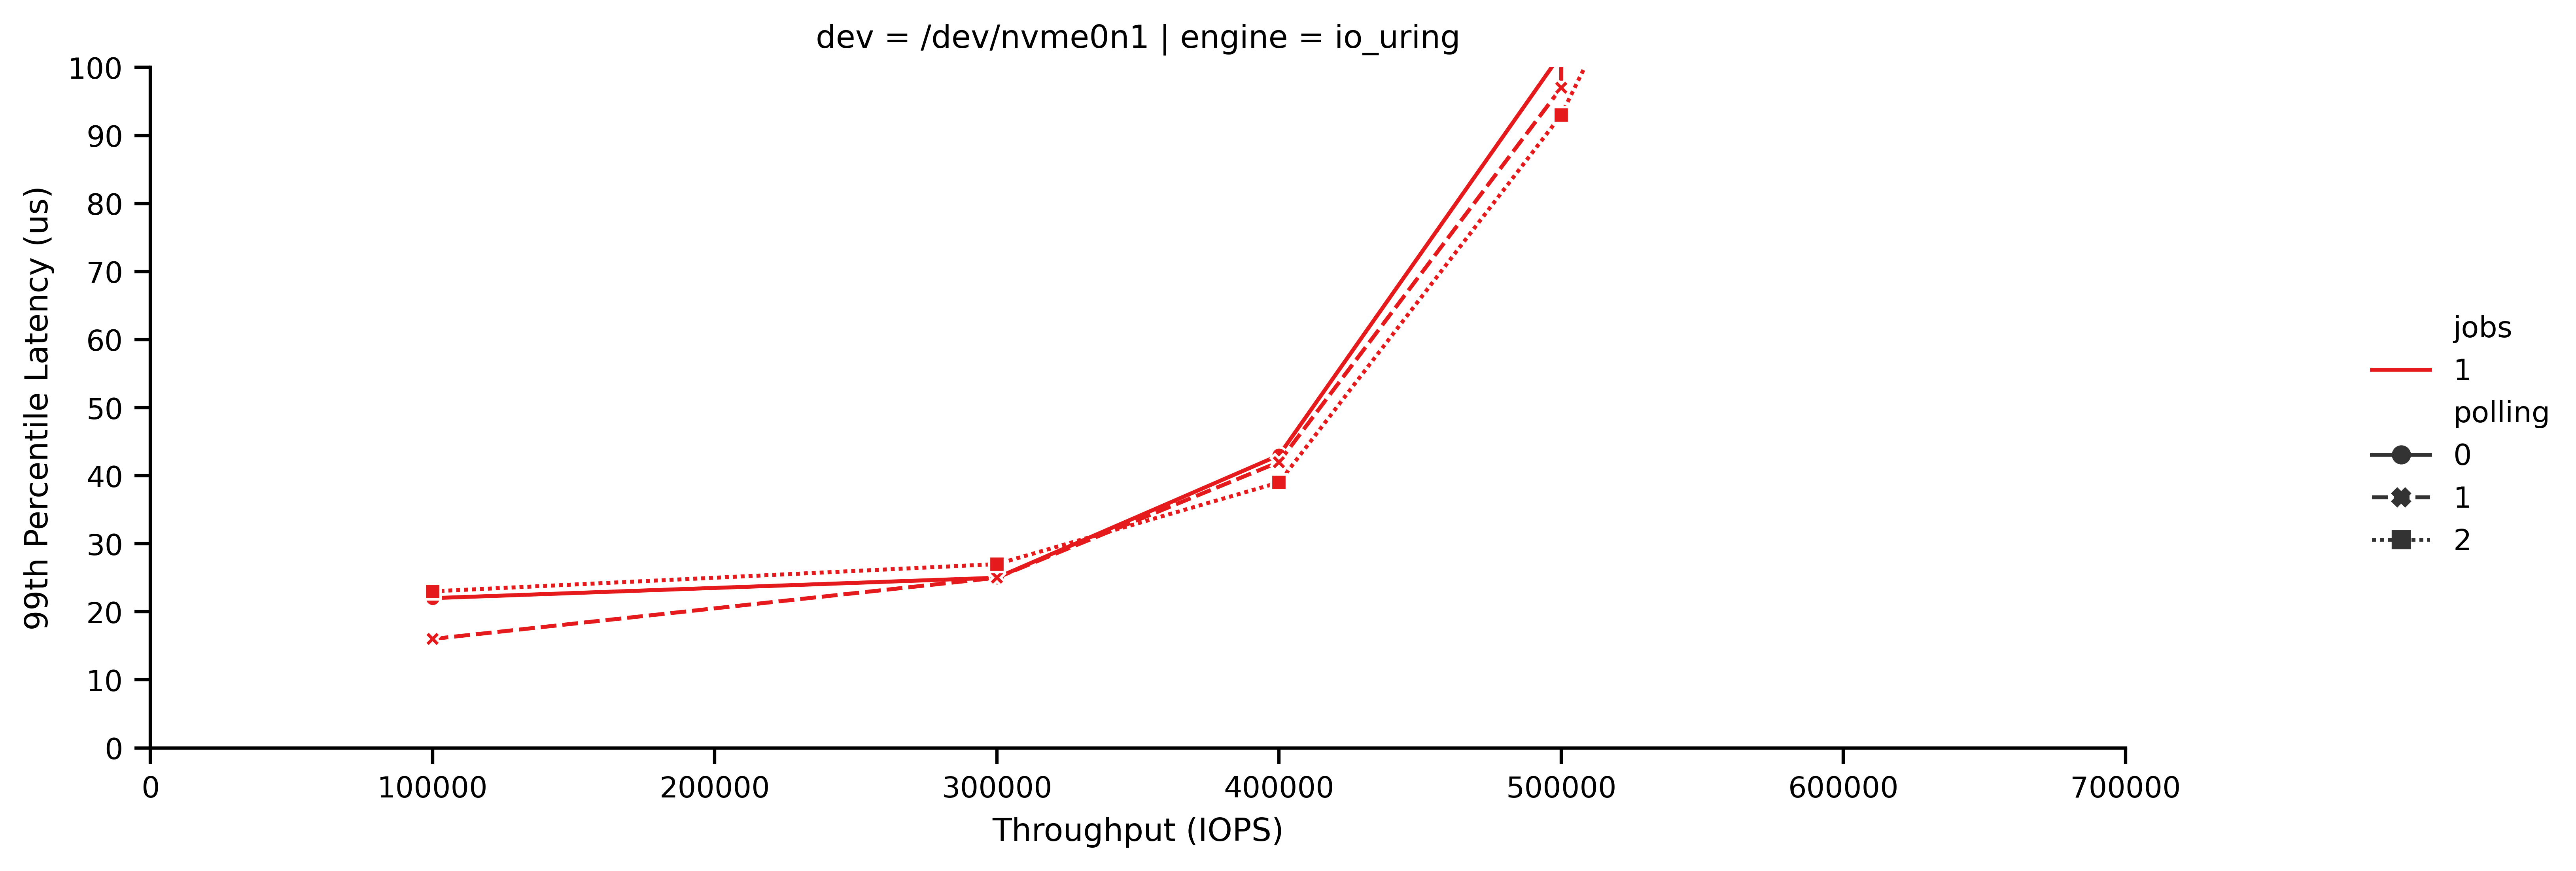 dev = /dev/nvme0n1 | engine = io_uring
99th Percentile Latency (us)
100
90
80
70
60
50
40
30
20
10
0
0 100000 200000 300000 400000 500000 600000 700000
Throughput (IOPS)
jobs
1
polling
0
1
2